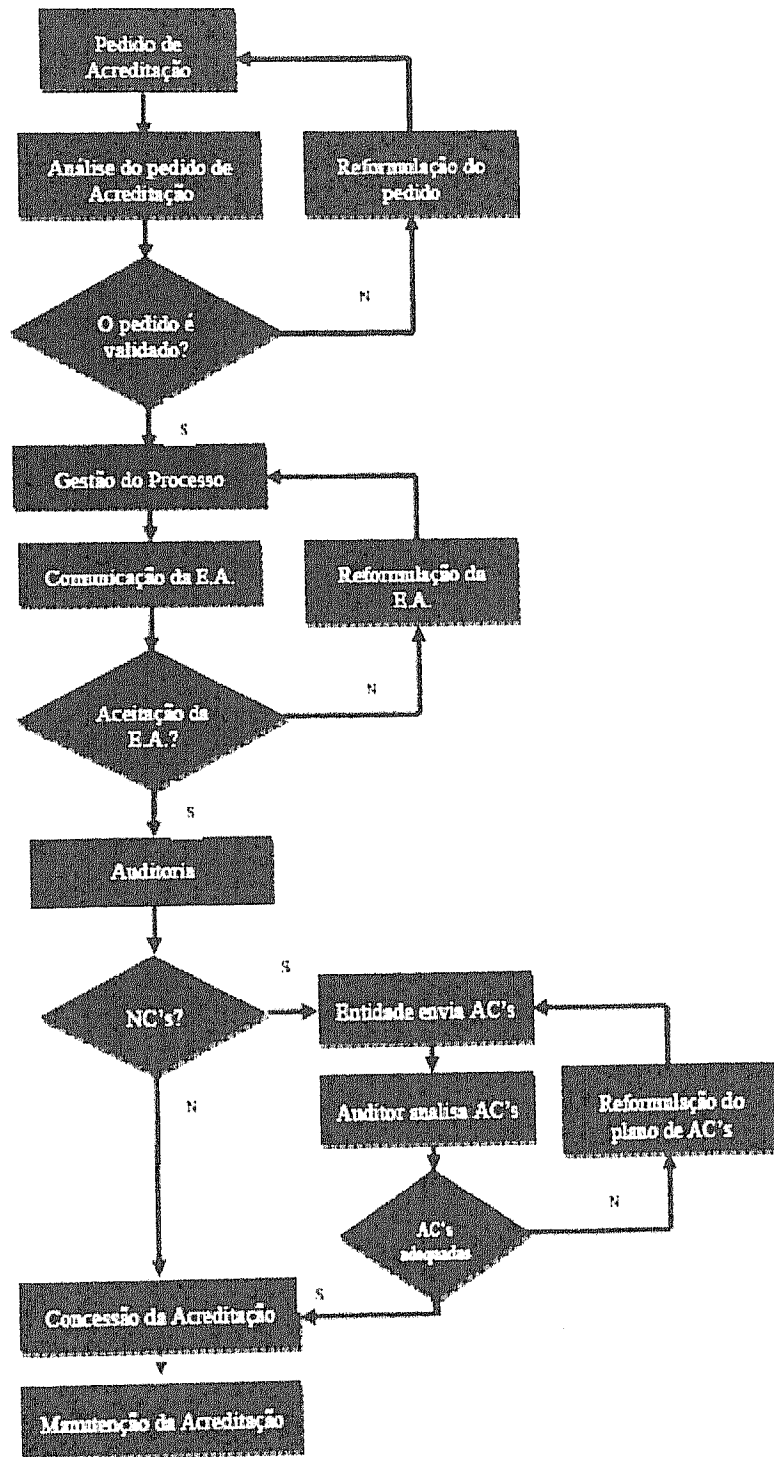 Pedido de
Acreditação
Análise do pedido de
Acreditação
Reformulação do
pedido
O pedido é
validado?
N
S
Gestão do Processo
Comunicação da E.A.
Reformulação da
E.A.
Aceitação da
E.A.?
N
S
Auditoria
NC's?
S
N
Entidade envia AC's
Auditor analisa AC's
Reformulação do
plano de AC's
AC's
adequadas
N
S
Concessão da Acreditação
Manutenção da Acreditação